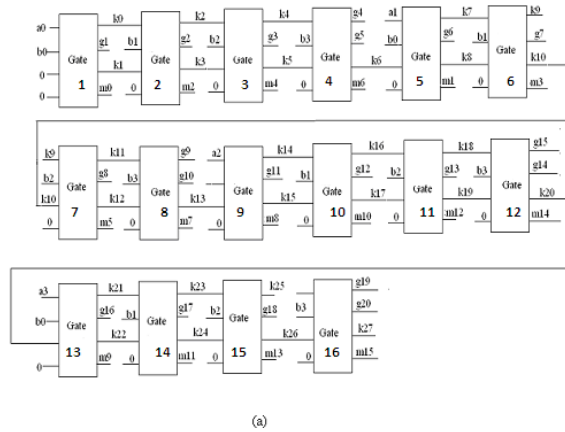 k0 k2 k4 g4 a1 k7 k9
a0
b0 g1 b1 g2 b2 g3 b3 g5 b0 g6 b1 g7
Gate Gate Gate Gate Gate Gate
0 k1 k3 k5 k6 k8 k10
0 1 m0 0 2 m2 0 3 m4 0 4 m6 0 5 m1 0 6 m3
k9 k11 g9 a2 k14 k16 k18 g15
b2 g8 b3 g10 g11 b1 g12 b2 g13 b3 g14
Gate Gate Gate Gate Gate Gate
k10 k12 k13 k15 k17 k19 k20
0 7 m5 0 8 m7 0 9 m8 0 10 m10 0 11 m12 0 12 m14
a3 k21 k23 k25 g19
b0 g16 b1 g17 b2 g18 b3 g20
Gate Gate Gate Gate
k22 k24 k26 k27
0 13 m9 0 14 m11 0 15 m13 0 16 m15
(a)